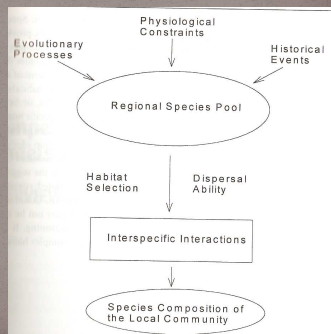 Physiological
Constraints
Evolutionary
Processes
Historical
Events
Regional Species Pool
Habitat
Selection
Dispersal
Ability
Interspecific Interactions
Species Composition of
the Local Community